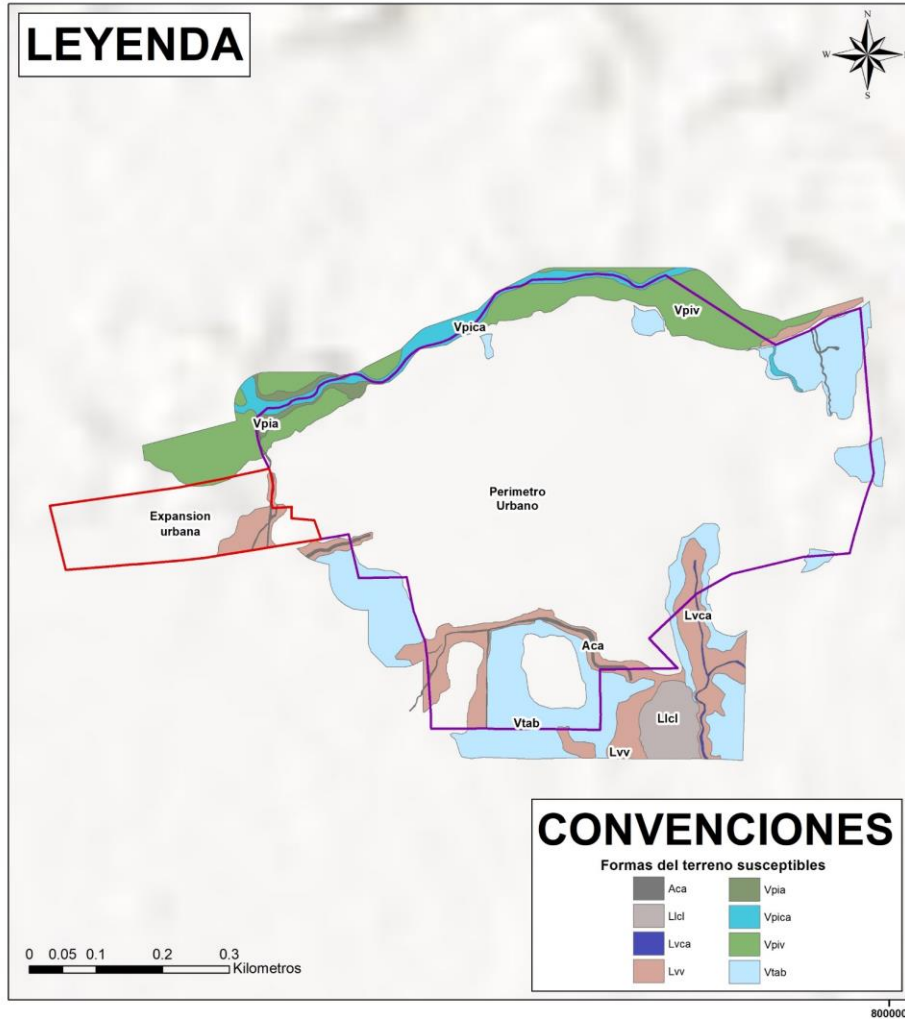 LEYENDA
N
W
S
Vpiv
Vpica
Vpia
Perimetro
Urbano
Expansion
urbana
Lvca
Aca
Llcl
Vtab
Lvv
CONVENCIONES
Formas del terreno susceptibles
Aca Vpia
Llcl Vpica
Lvca Vpiv
Lvv Vtab
0 0.05 0.1 0.2 0.3
Kilometros
800000